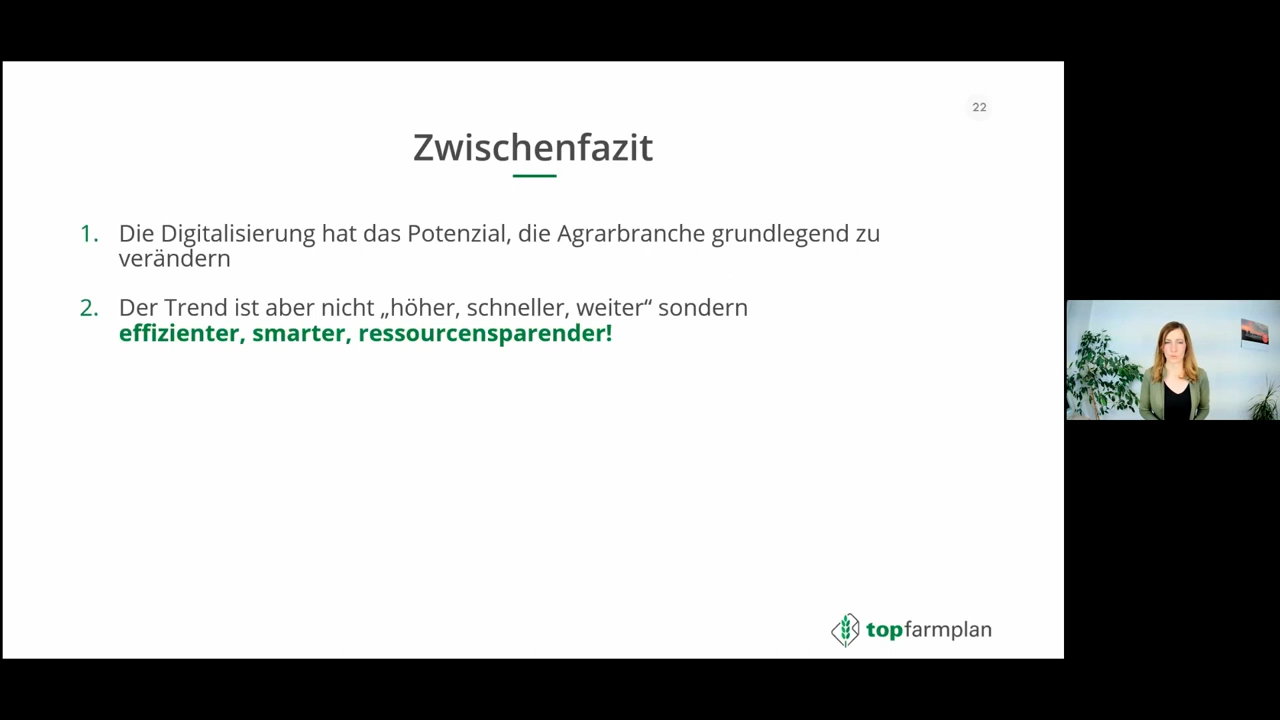 22
Zwischenfazit
1. Die Digitalisierung hat das Potenzial, die Agrarbranche grundlegend zu
verändern
2. Der Trend ist aber nicht „höher, schneller, weiter“ sondern
effizienter, smarter, ressourcensparender!
topfarmplan